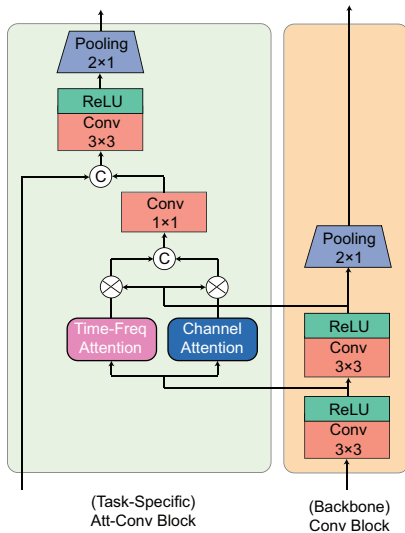 Pooling
2×1
ReLU
Conv
3×3
C
Conv
1×1
C
Time-Freq
Attention
Channel
Attention
Pooling
2×1
ReLU
Conv
3×3
ReLU
Conv
3×3
(Task-Specific)
Att-Conv Block
(Backbone)
Conv Block